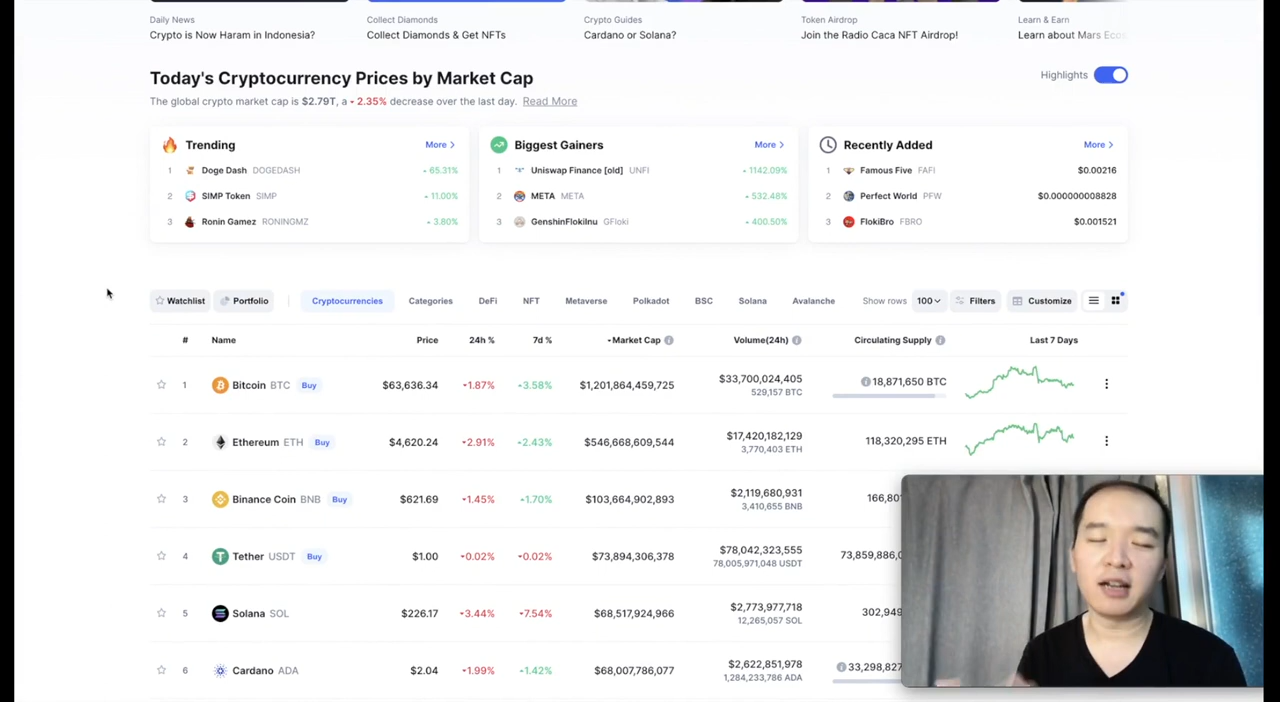 Daily News
Crypto is Now Haram in Indonesia?
Collect Diamonds
Collect Diamonds & Get NFTs
Crypto Guides
Cardano or Solana?
Token Airdrop
Join the Radio Caca NFT Airdrop!
Learn & Earn
Learn about Mars
Today's Cryptocurrency Prices by Market Cap
Highlights
The global crypto market cap is $2.79T, a 2.35% decrease over the last day. Read More
Trending More
1 Doge Dash DOGEDASH 65.31%
2 SIMP Token SIMP 11.00%
3 Ronin Gamez RONINGMZ 3.80%
Biggest Gainers More
1 Uniswap Finance [old] UNFI 1142.09%
2 META META 532.48%
3 GenshinFlokiInu GFloki 400.50%
Recently Added More
1 Famous Five FAFI $0.00216
2 Perfect World PFW $0.000000008828
3 FlokiBro FBRO $0.001521
Watchlist Portfolio Cryptocurrencies Categories DeFi NFT Metaverse Polkadot BSC Solana Avalanche Show rows 100 Filters Customize
# Name Price 24h % 7d % Market Cap Volume(24h) Circulating Supply Last 7 Days
1 Bitcoin BTC Buy $63,636.34 1.87% 3.58% $1,201,864,459,725 $33,700,024,405 18,871,650 BTC
529,157 BTC
2 Ethereum ETH Buy $4,620.24 2.91% 2.43% $546,668,609,544 $17,420,182,129 118,320,295 ETH
3,770,403 ETH
3 Binance Coin BNB Buy $621.69 1.45% 1.70% $103,664,902,893 $2,119,680,931 166,80
3,410,655 BNB
4 Tether USDT Buy $1.00 0.02% 0.02% $73,894,306,378 $78,042,323,555 73,859,886,0
78,005,971,048 USDT
5 Solana SOL $226.17 3.44% 7.54% $68,517,924,966 $2,773,977,718 302,949
12,265,057 SOL
6 Cardano ADA $2.04 1.99% 1.42% $68,007,786,077 $2,622,851,978 33,298,827
1,284,233,786 ADA